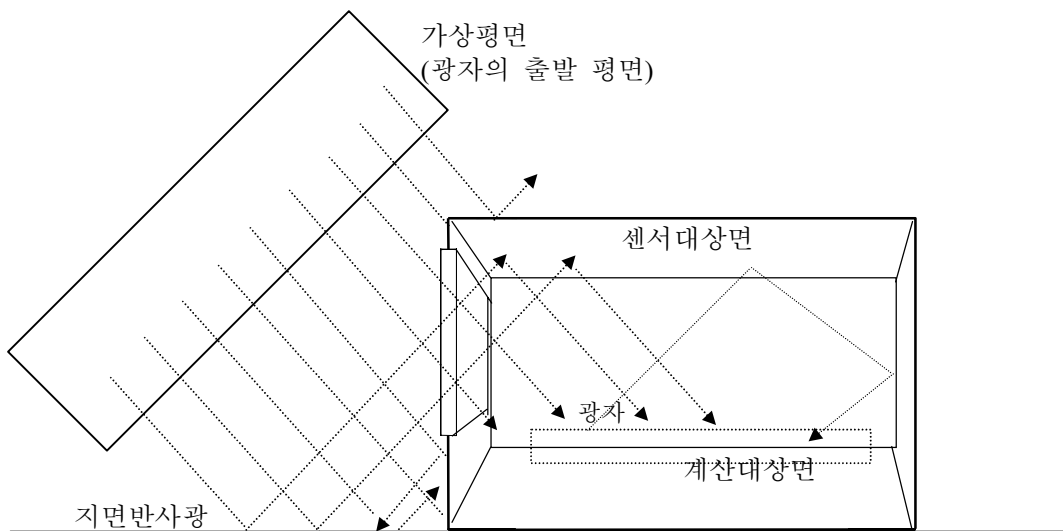 가상평면
(광자의 출발 평면)
센서대상면
광자
계산대상면
지면반사광